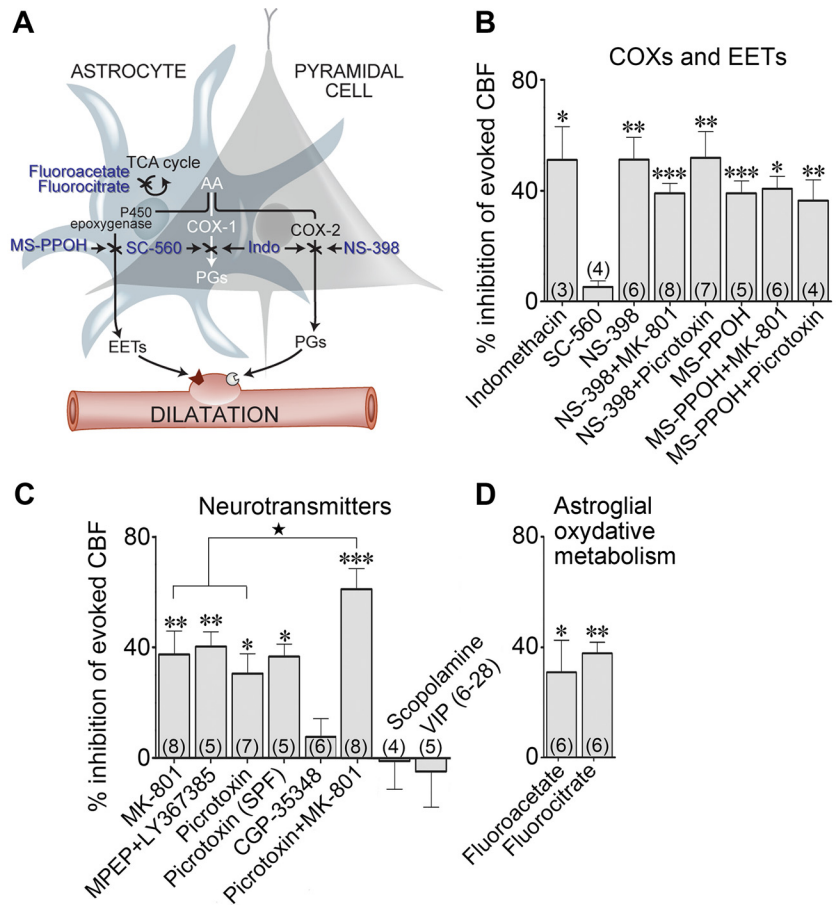 A
ASTROCYTE
PYRAMIDAL
CELL
TCA cycle
Fluoroacetate
Fluorocitrate
AA
P450
epoxygenase
COX-1
COX-2
MS-PPOH
SC-560
Indo
NS-398
PGs
EETs
PGs
DILATATION
B
COXs and EETs
% inhibition of evoked CBF
80
40
0
*
(4)
**
***
**
***
*
**
(3)
(6)
(8)
(7)
(5)
(6)
(4)
Indomethacin
SC-560
NS-398
NS-398+MK-801
NS-398+Picrotoxin
MS-PPOH
MS-PPOH+MK-801
MS-PPOH+Picrotoxin
C
Neurotransmitters
% inhibition of evoked CBF
80
40
0
★
**
**
*
*
***
(8)
(5)
(7)
(5)
(6)
(8)
(4)
(5)
MK-801
MPEP+LY367385
Picrotoxin
Picrotoxin (SPF)
CGP-35348
Picrotoxin+MK-801
Scopolamine
VIP (6-28)
D
Astroglial
oxydative
metabolism
80
40
0
*
**
(6)
(6)
Fluoroacetate
Fluorocitrate